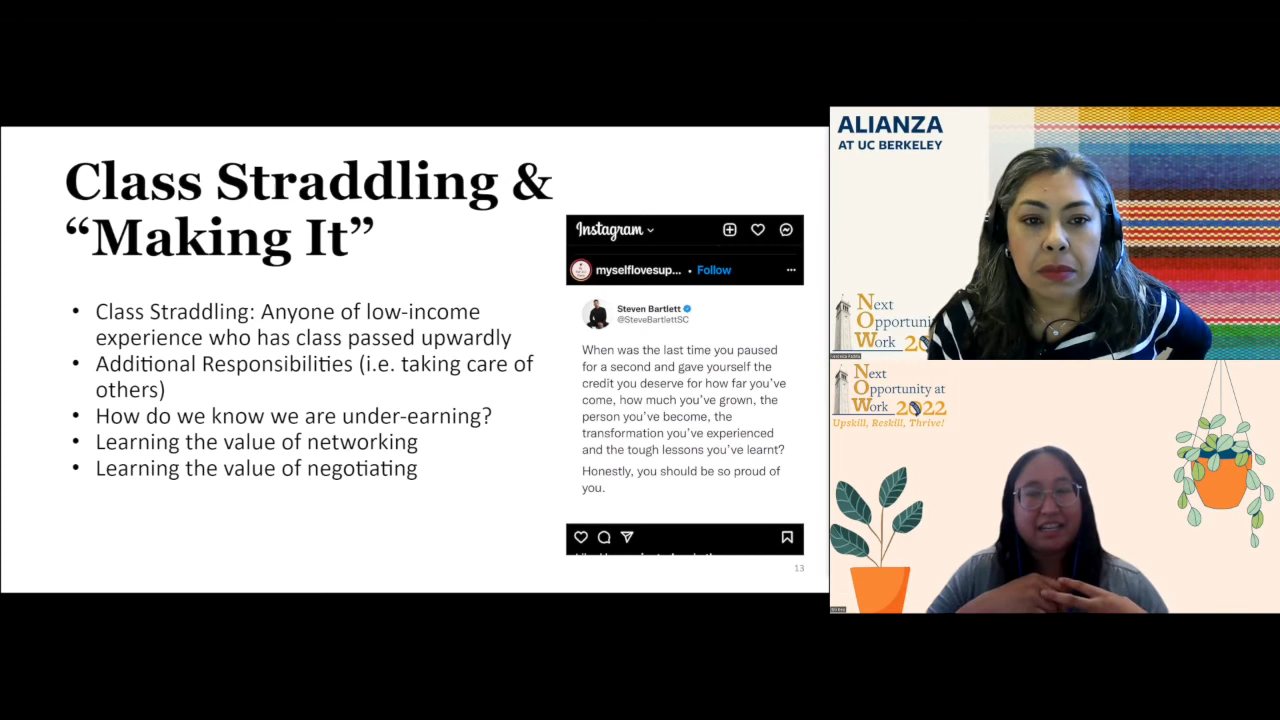 Class Straddling &
“Making It”
• Class Straddling: Anyone of low-income
experience who has class passed upwardly
• Additional Responsibilities (i.e. taking care of
others)
• How do we know we are under-earning?
• Learning the value of networking
• Learning the value of negotiating
Instagram
myselflovesup... • Follow
Steven Bartlett
@SteveBartlettSC
When was the last time you paused
for a second and gave yourself the
credit you deserve for how far you’ve
come, how much you’ve grown, the
person you’ve become, the
transformation you’ve experienced
and the tough lessons you’ve learnt?
Honestly, you should be so proud of
you.
13
ALIANZA
AT UC BERKELEY
Next
Opportuni
Work 20
Next
Opportunity at
Work 2022
Upskill, Reskill, Thrive!